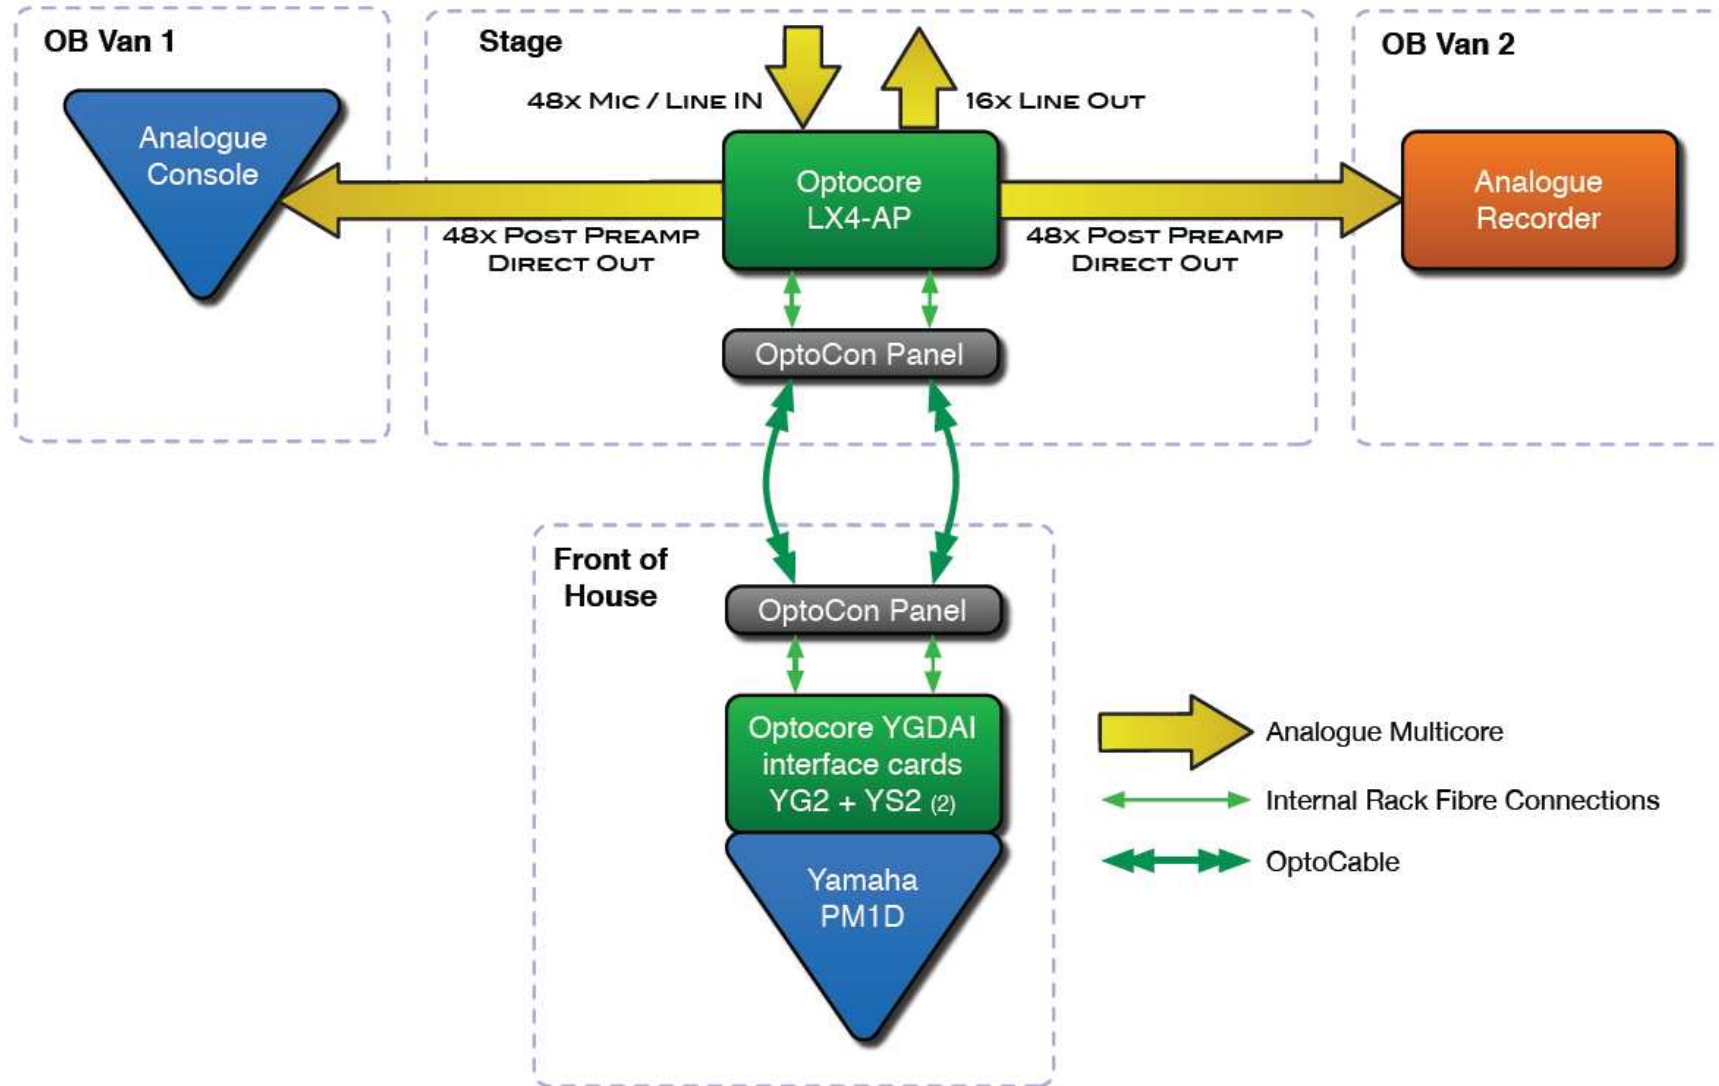 OB Van 1
Stage
OB Van 2
48x Mic / Line IN
16x Line Out
Analogue
Console
Optocore
LX4-AP
Analogue
Recorder
48x Post Preamp
Direct Out
48x Post Preamp
Direct Out
OptoCon Panel
Front of
House
OptoCon Panel
Optocore YGDAI
interface cards
YG2 + YS2 (2)
Yamaha
PM1D
Analogue Multicore
Internal Rack Fibre Connections
OptoCable